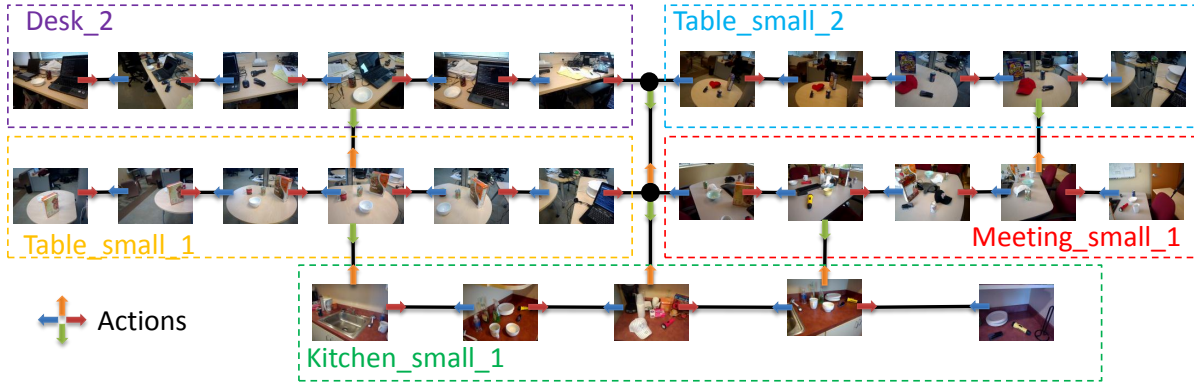 Desk_2
Table_small_2
Table_small_1
Meeting_small_1
Actions
Kitchen_small_1